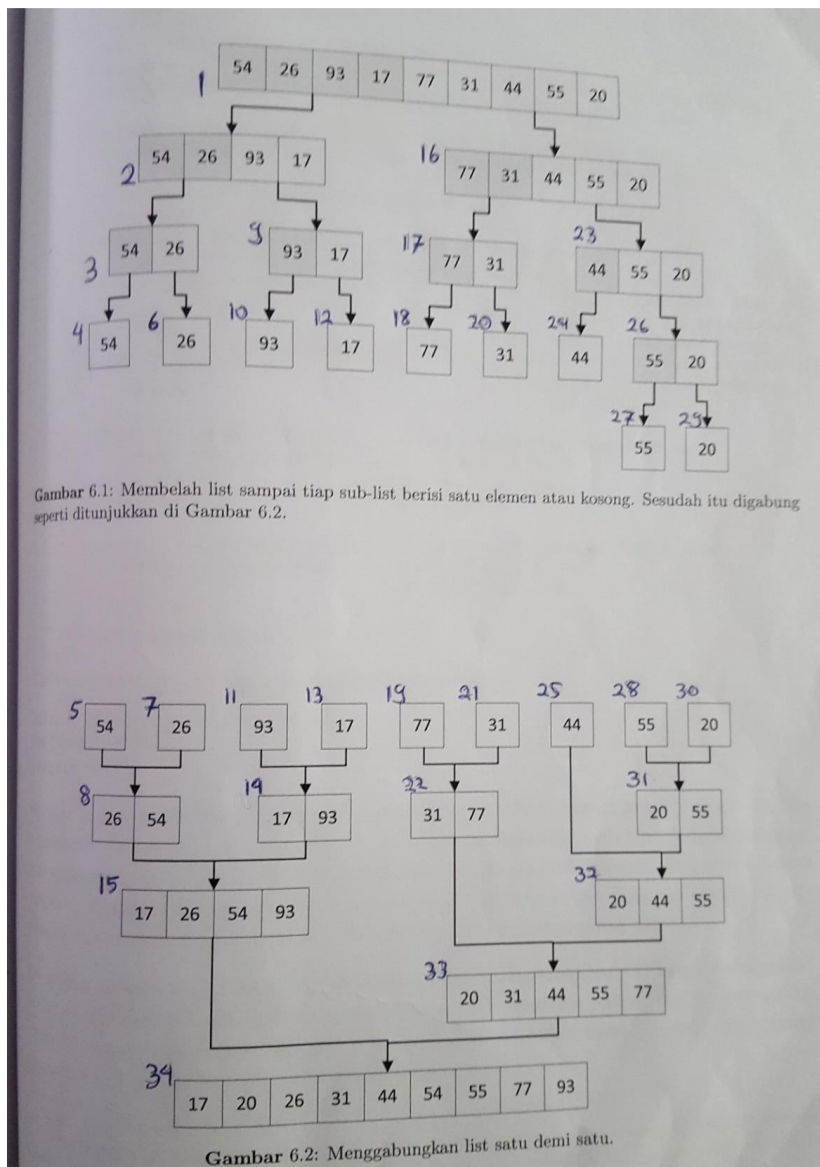 1 54 26 93 17 77 31 44 55 20
2 54 26 93 17 16 77 31 44 55 20
3 54 26 9 93 17 17 77 31 23 44 55 20
4 54 6 26 10 93 12 17 18 77 20 31 24 44 26 55 20
27 55 29 20
Gambar 6.1: Membelah list sampai tiap sub-list berisi satu elemen atau kosong. Sesudah itu digabung
seperti ditunjukkan di Gambar 6.2.
5 54 7 26 11 93 13 17 19 77 21 31 25 44 28 55 30 20
8 26 54 14 17 93 22 31 77 31 20 55
15 17 26 54 93 32 20 44 55
33 20 31 44 55 77
34 17 20 26 31 44 54 55 77 93
Gambar 6.2: Menggabungkan list satu demi satu.